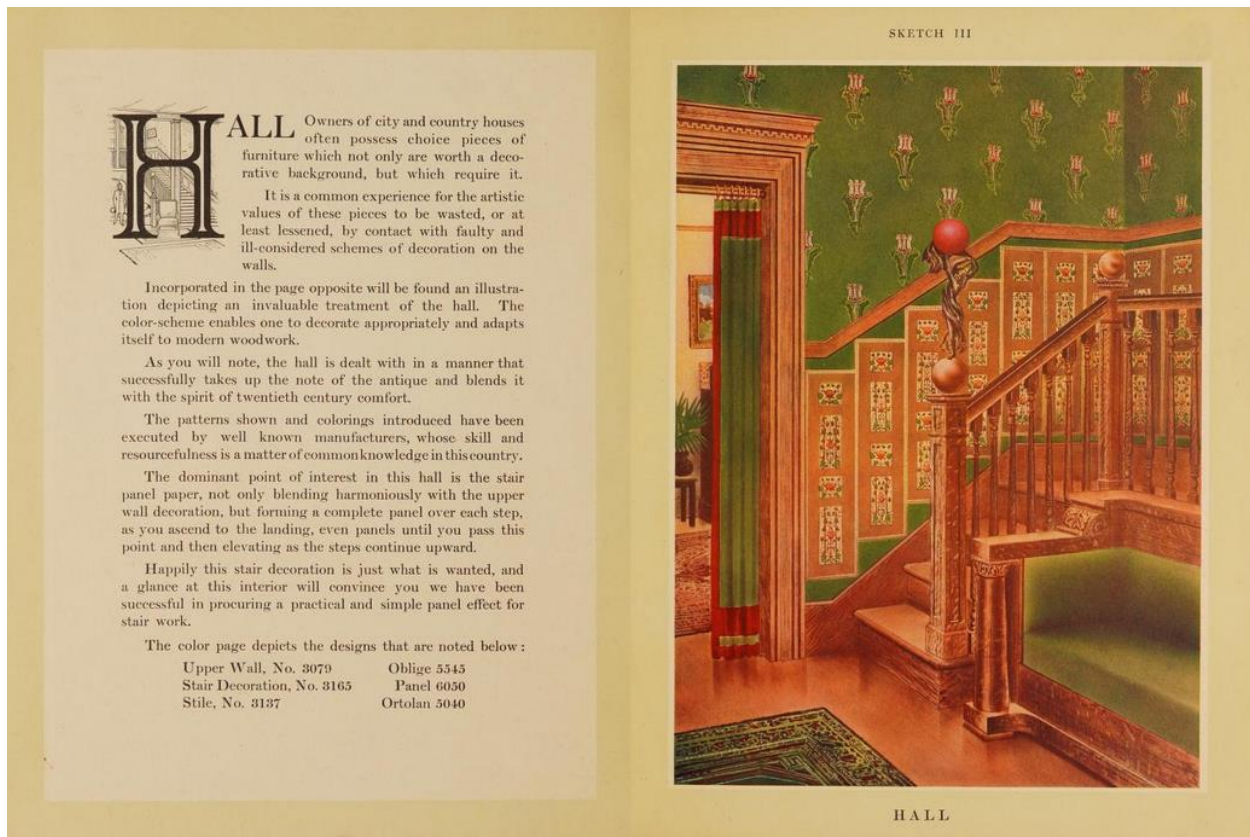 HALL Owners of city and country houses
often possess choice pieces of
furniture which not only are worth a deco-
rative background, but which require it.
It is a common experience for the artistic
values of these pieces to be wasted, or at
least lessened, by contact with faulty and
ill-considered schemes of decoration on the
walls.
Incorporated in the page opposite will be found an illustra-
tion depicting an invaluable treatment of the hall. The
color-scheme enables one to decorate appropriately and adapts
itself to modern woodwork.
As you will note, the hall is dealt with in a manner that
successfully takes up the note of the antique and blends it
with the spirit of twentieth century comfort.
The patterns shown and colorings introduced have been
executed by well known manufacturers, whose skill and
resourcefulness is a matter of common knowledge in this country.
The dominant point of interest in this hall is the stair
panel paper, not only blending harmoniously with the upper
wall decoration, but forming a complete panel over each step,
as you ascend to the landing, even panels until you pass this
point and then elevating as the steps continue upward.
Happily this stair decoration is just what is wanted, and
a glance at this interior will convince you we have been
successful in procuring a practical and simple panel effect for
stair work.
The color page depicts the designs that are noted below:
Upper Wall, No. 3079 Oblige 5545
Stair Decoration, No. 3165 Panel 6050
Stile, No. 3137 Ortolan 5040
SKETCH III
HALL